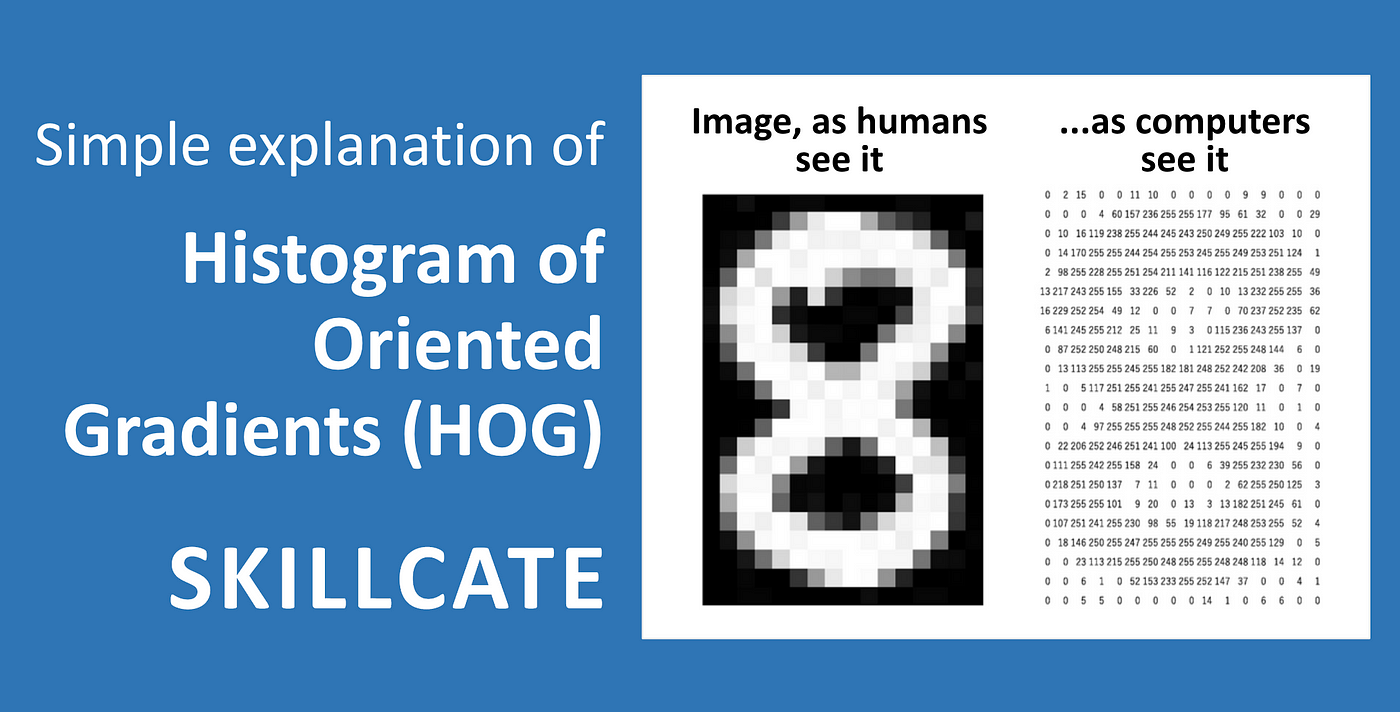 Simple explanation of
Histogram of
Oriented
Gradients (HOG)
SKILLCATE
Image, as humans
see it
...as computers
see it
0 2 15 0 0 11 10 0 0 0 0 9 9 0 0 0
0 0 0 4 60 157 236 255 255 177 95 61 32 0 0 29
0 10 16 119 238 255 244 245 243 250 249 255 222 103 10 0
0 14 170 255 255 244 254 255 253 245 255 249 253 251 124 1
2 98 255 228 255 251 254 211 141 116 122 215 251 238 255 49
13 217 243 255 155 33 226 52 2 0 10 13 232 255 255 36
16 229 252 254 49 12 0 0 7 7 0 70 237 252 235 62
6 141 245 255 212 25 11 9 3 0 115 236 243 255 137 0
0 87 252 250 248 215 60 0 1 121 252 255 248 144 6 0
0 13 113 255 255 245 255 182 181 248 252 242 208 36 0 19
1 0 5 117 251 255 241 255 247 255 241 162 17 0 7 0
0 0 0 4 58 251 255 246 254 253 255 120 11 0 1 0
0 0 4 97 255 255 255 248 252 255 244 255 182 10 0 4
0 22 206 252 246 251 241 100 24 113 255 245 255 194 9 0
0 111 255 242 255 158 24 0 0 6 39 255 232 230 56 0
0 218 251 250 137 7 11 0 0 0 2 62 255 250 125 3
0 173 255 255 101 9 20 0 13 3 13 182 251 245 61 0
0 107 251 241 255 230 98 55 19 118 217 248 253 255 52 4
0 18 146 250 255 247 255 255 255 249 255 240 255 129 0 5
0 0 23 113 215 255 250 248 255 255 248 248 118 14 12 0
0 0 6 1 0 52 153 233 255 252 147 37 0 0 4 1
0 0 5 5 0 0 0 0 0 14 1 0 6 6 0 0